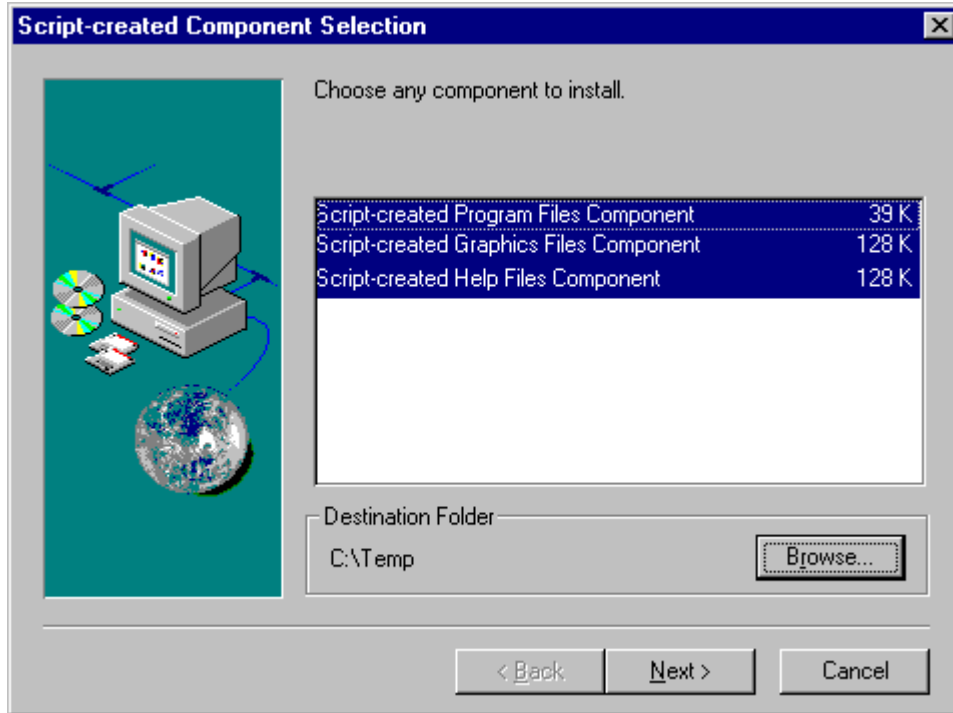 Script-created Component Selection
Choose any component to install.
Script-created Program Files Component 39 K
Script-created Graphics Files Component 128 K
Script-created Help Files Component 128 K
Destination Folder
C:\Temp
Browse...
< Back Next > Cancel